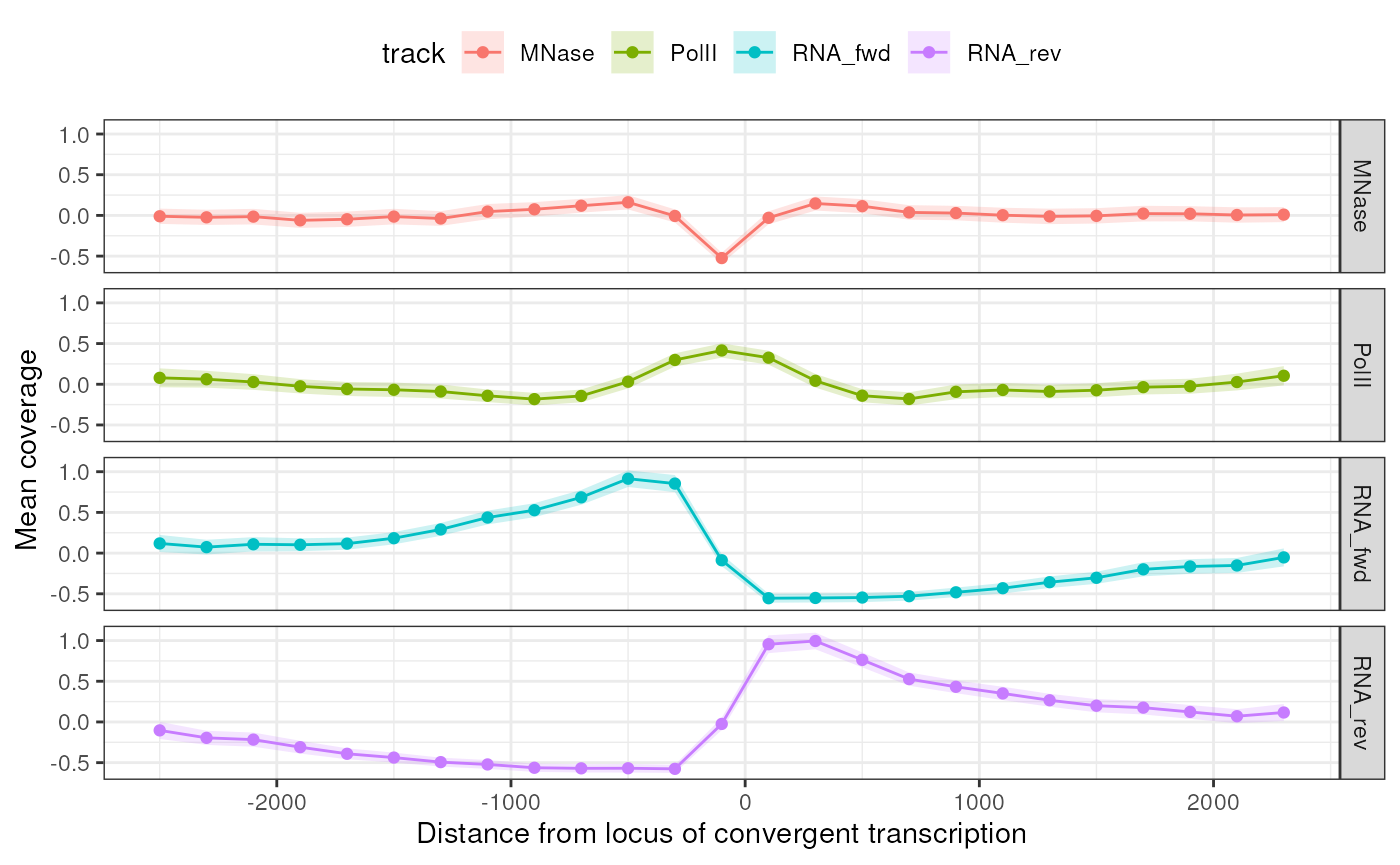 track MNase PolII RNA_fwd RNA_rev
Mean coverage
1.0
0.5
0.0
-0.5
MNase
1.0
0.5
0.0
-0.5
PolII
1.0
0.5
0.0
-0.5
RNA_fwd
1.0
0.5
0.0
-0.5
RNA_rev
-2000 -1000 0 1000 2000
Distance from locus of convergent transcription